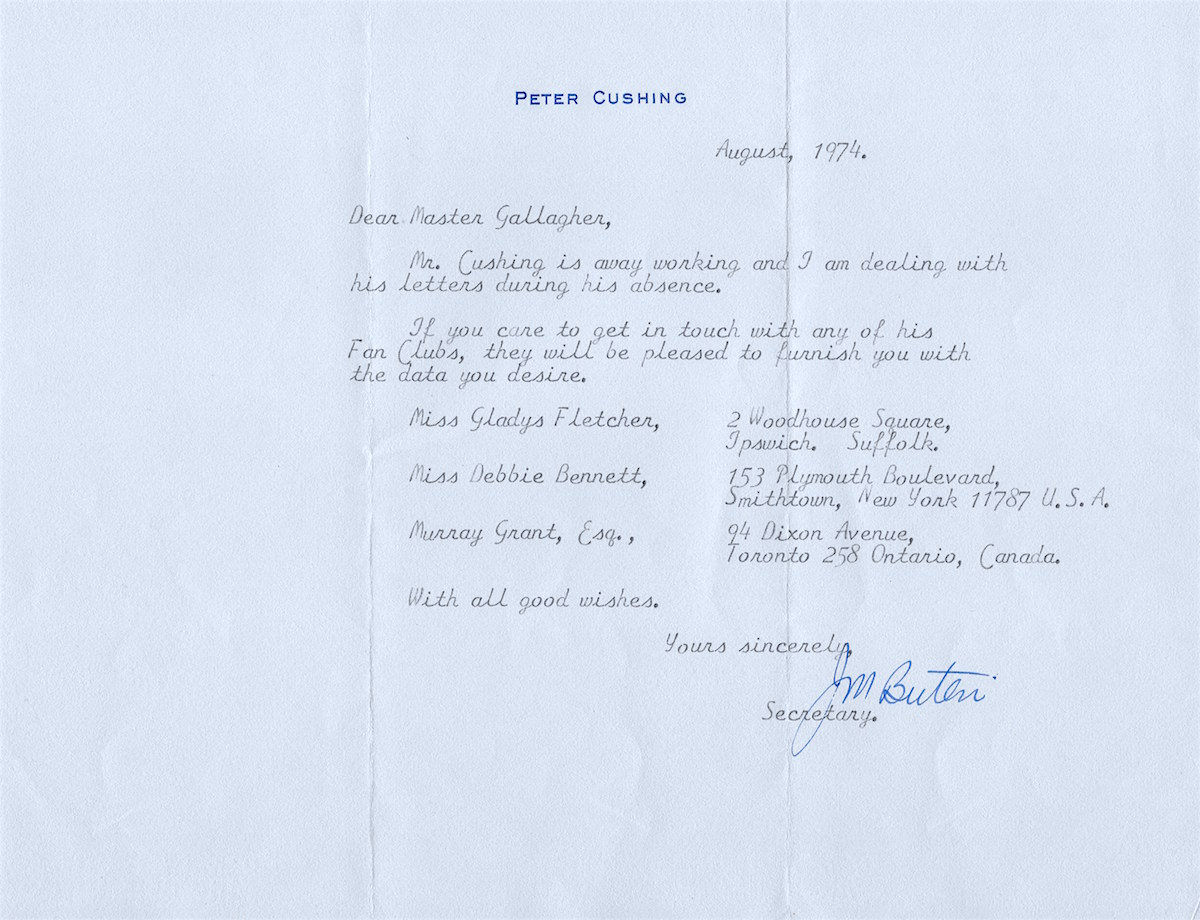 PETER CUSHING
August, 1974.
Dear Master Gallagher,
Mr. Cushing is away working and I am dealing with
his letters during his absence.
If you care to get in touch with any of his
Fan Clubs, they will be pleased to furnish you with
the data you desire.
Miss Gladys Fletcher, 2 Woodhouse Square,
Ipswich. Suffolk.
Miss Debbie Bennett, 153 Plymouth Boulevard,
Smithtown, New York 11787 U.S.A.
Murray Grant, Esq., 94 Dixon Avenue,
Toronto 258 Ontario, Canada.
With all good wishes.
Yours sincerely,
Secretary.